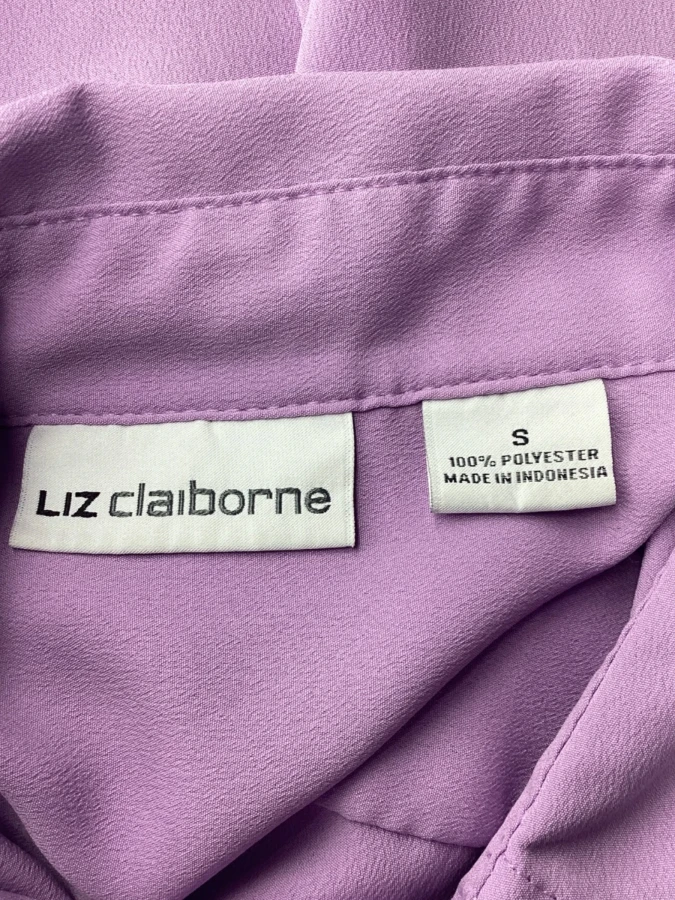 LIZ claiborne
S
100% POLYESTER
MADE IN INDONESIA